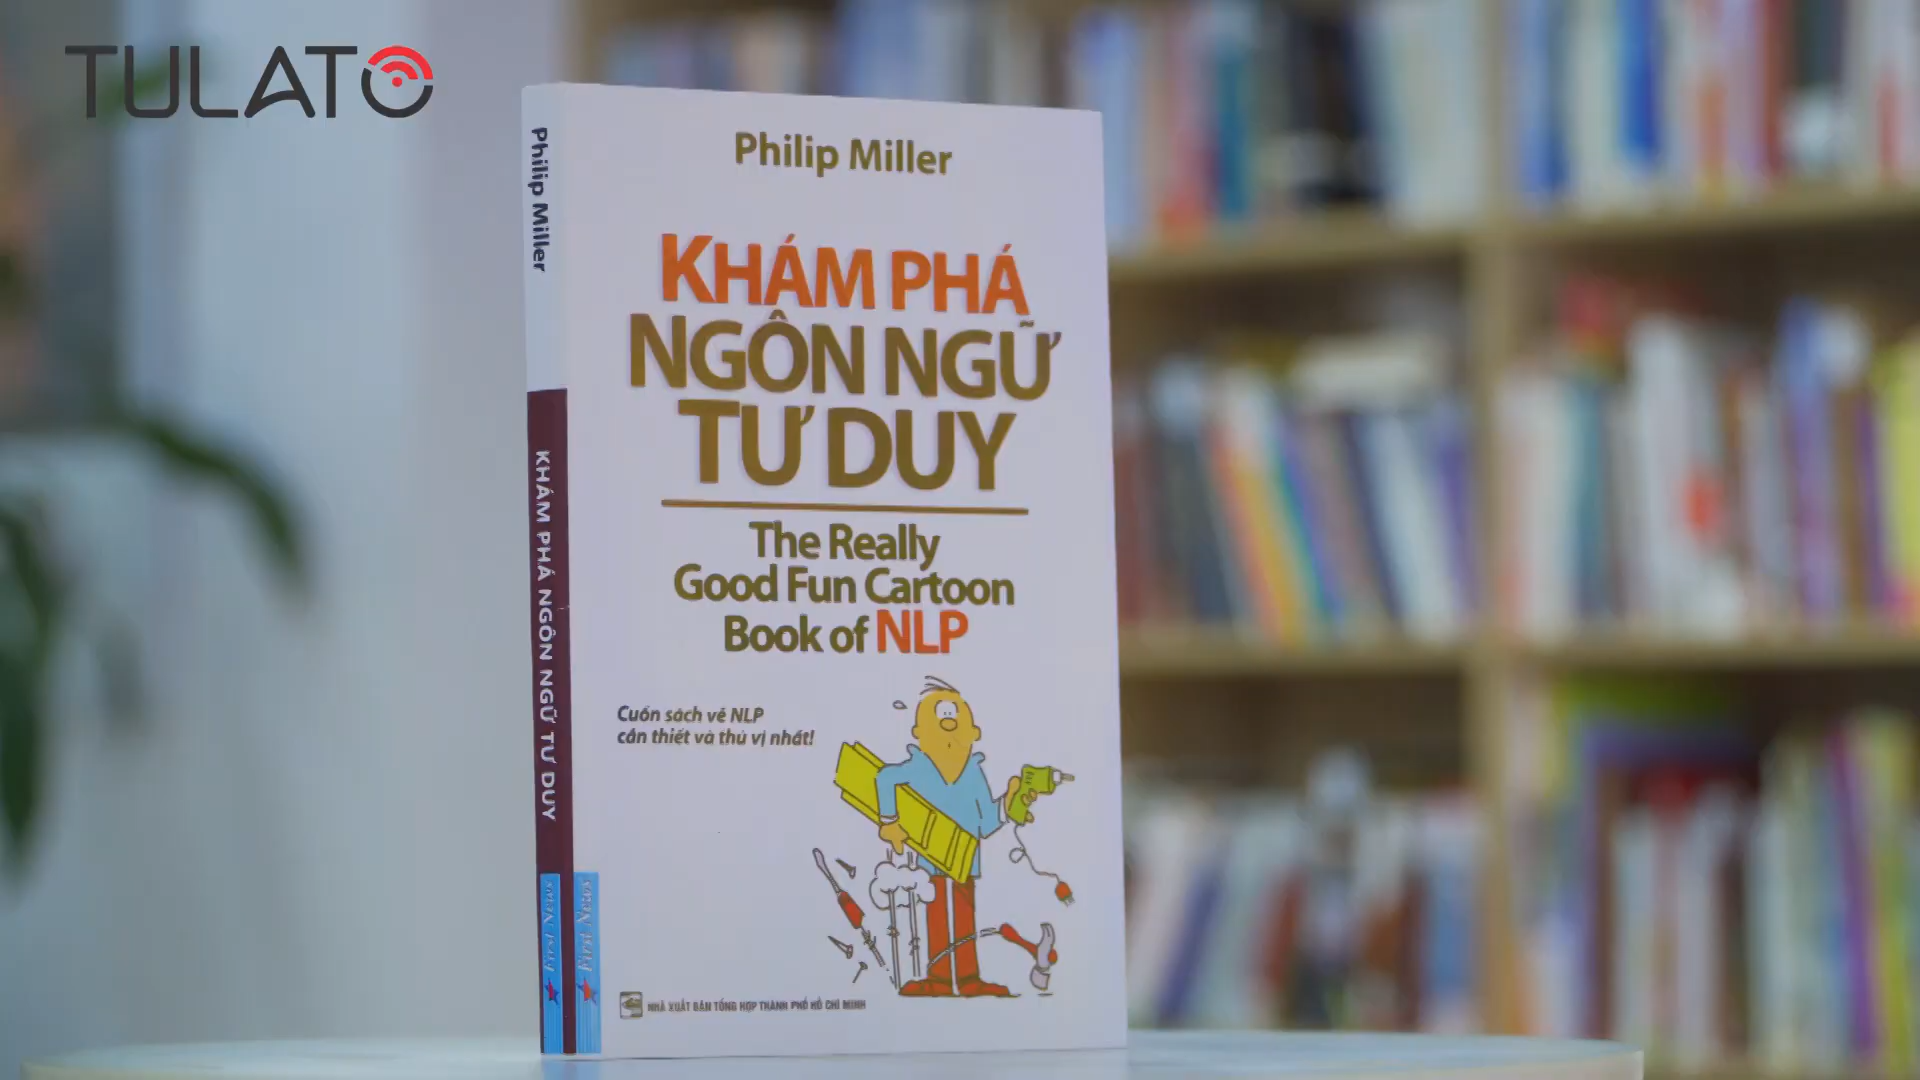 TULATO
Philip Miller
KHÁM PHÁ
NGÔN NGỮ
TƯ DUY
The Really
Good Fun Cartoon
Book of NLP
Cuốn sách về NLP
cần thiết và thú vị nhất!
NHÀ XUẤT BẢN TỔNG HỢP THÀNH PHỐ HỒ CHÍ MINH
First News
Philip Miller
KHÁM PHÁ NGÔN NGỮ TƯ DUY
First News